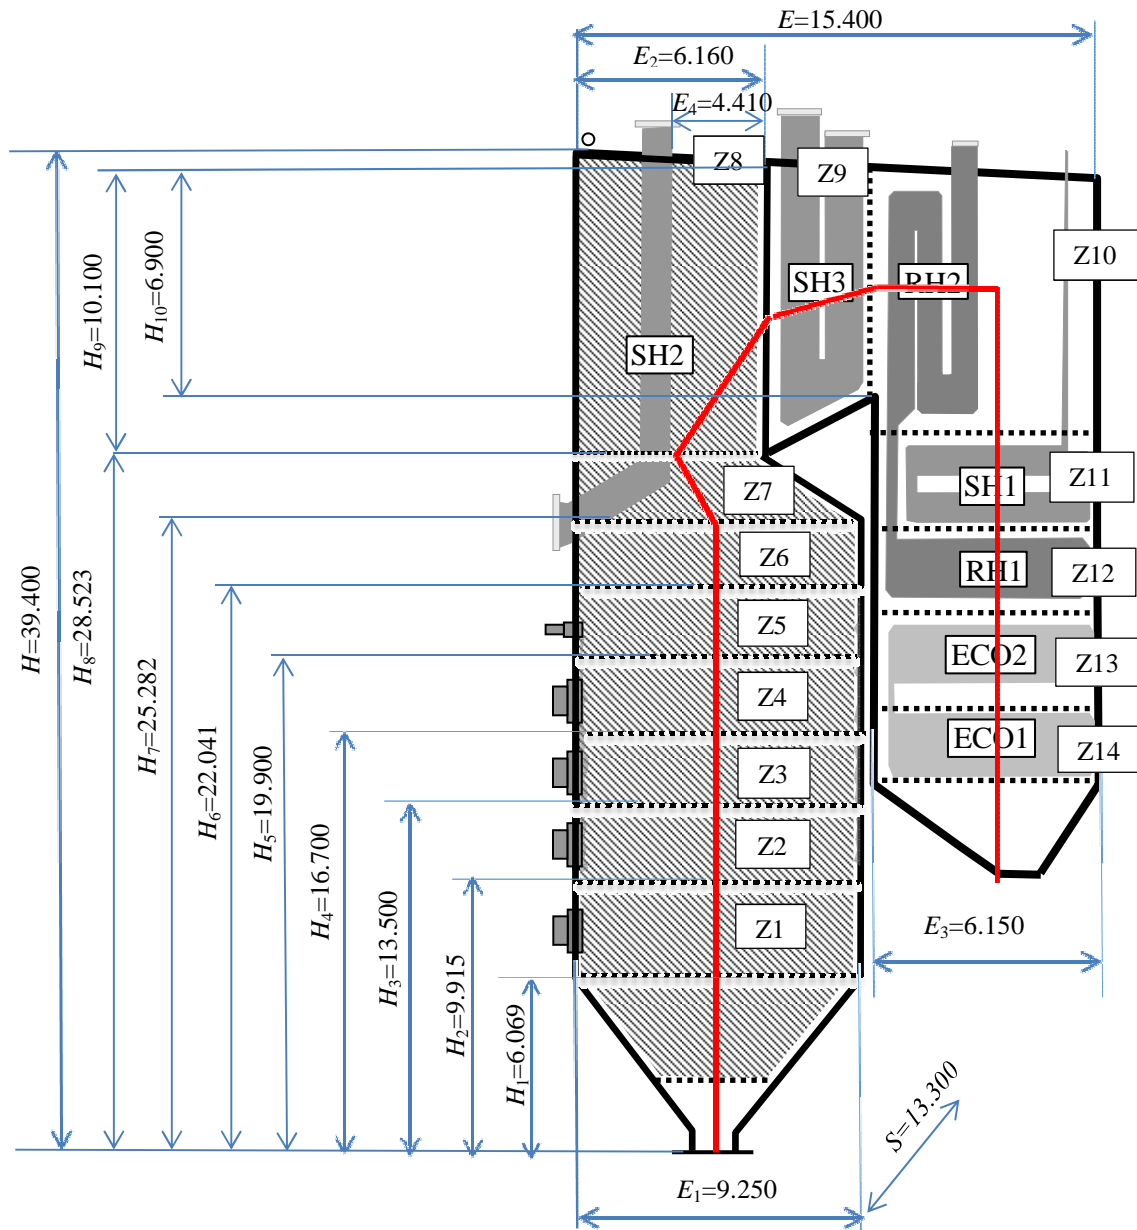 E=15.400
E₂=6.160
E₄=4.410
Z8
Z9
Z10
SH3
RH2
SH2
H₁₀=6.900
H₉=10.100
Z7
SH1
Z11
Z6
RH1
Z12
Z5
ECO2
Z13
Z4
ECO1
Z14
Z3
Z2
Z1
H=39.400
H₈=28.523
H₇=25.282
H₆=22.041
H₅=19.900
H₄=16.700
H₃=13.500
H₂=9.915
H₁=6.069
E₃=6.150
S=13.300
E₁=9.250